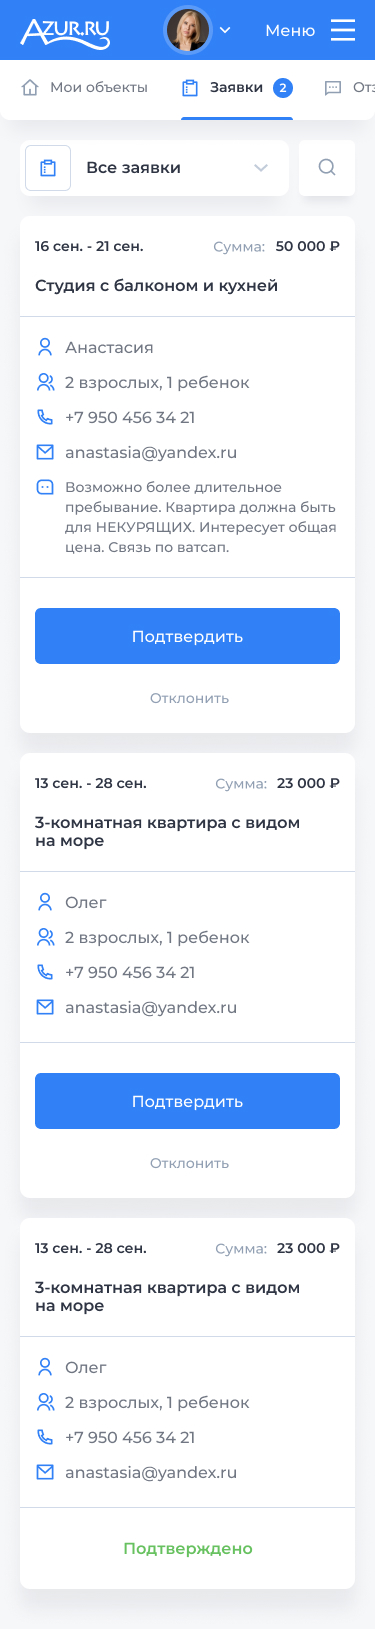 AZUR.RU
Меню
Мои объекты
Заявки 2
Отз
Все заявки
16 сен. - 21 сен. Сумма: 50 000 ₽
Студия с балконом и кухней
Анастасия
2 взрослых, 1 ребенок
+7 950 456 34 21
anastasia@yandex.ru
Возможно более длительное
пребывание. Квартира должна быть
для НЕКУРЯЩИХ. Интересует общая
цена. Связь по ватсап.
Подтвердить
Отклонить
13 сен. - 28 сен. Сумма: 23 000 ₽
3-комнатная квартира с видом
на море
Олег
2 взрослых, 1 ребенок
+7 950 456 34 21
anastasia@yandex.ru
Подтвердить
Отклонить
13 сен. - 28 сен. Сумма: 23 000 ₽
3-комнатная квартира с видом
на море
Олег
2 взрослых, 1 ребенок
+7 950 456 34 21
anastasia@yandex.ru
Подтверждено